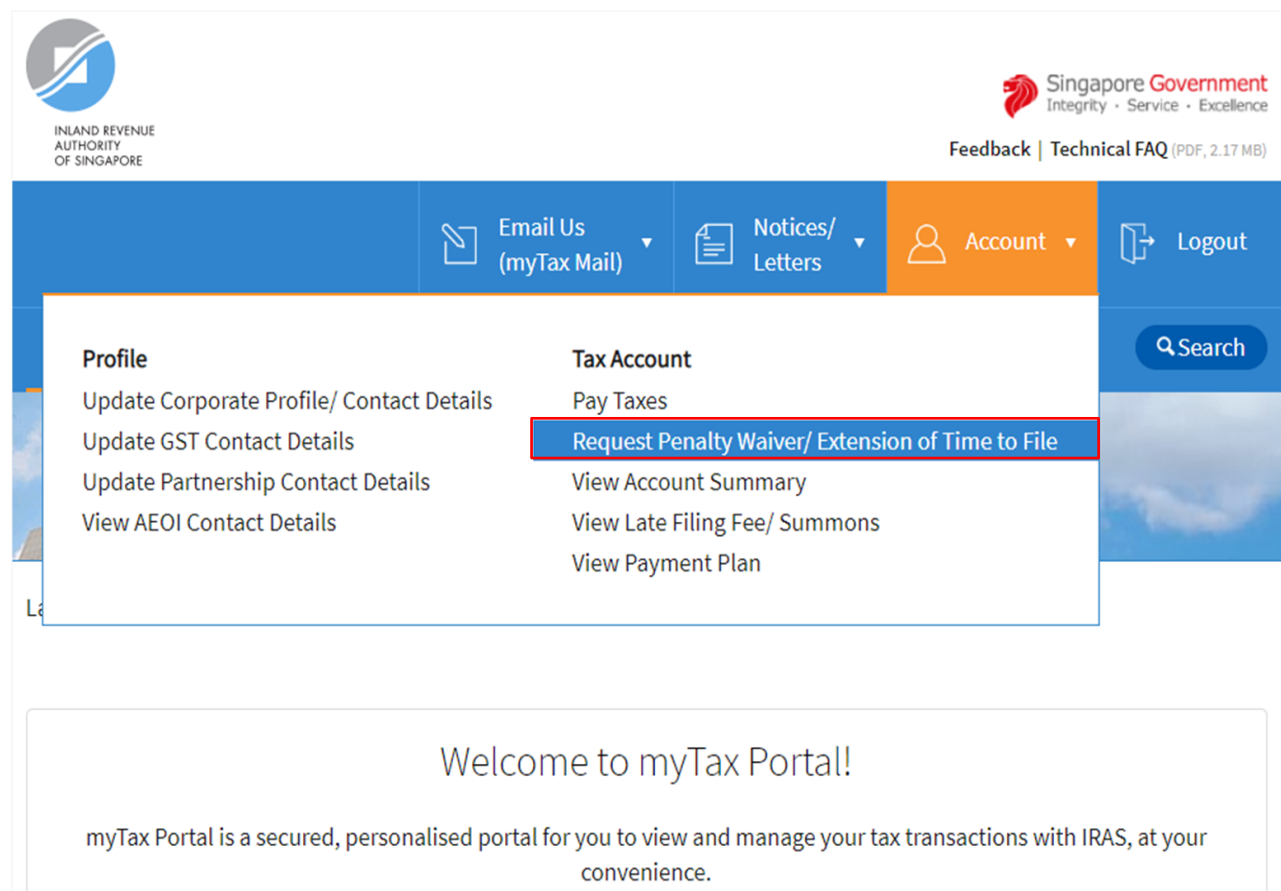 INLAND REVENUE
AUTHORITY
OF SINGAPORE
Singapore Government
Integrity · Service · Excellence
Feedback | Technical FAQ (PDF, 2.17 MB)
Email Us
(myTax Mail)
Notices/
Letters
Account
Logout
Search
Profile
Update Corporate Profile/ Contact Details
Update GST Contact Details
Update Partnership Contact Details
View AEOI Contact Details
Tax Account
Pay Taxes
Request Penalty Waiver/ Extension of Time to File
View Account Summary
View Late Filing Fee/ Summons
View Payment Plan
Welcome to myTax Portal!
myTax Portal is a secured, personalised portal for you to view and manage your tax transactions with IRAS, at your
convenience.